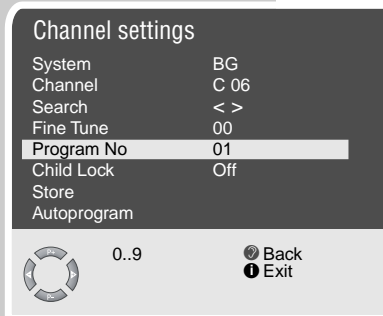 Channel settings
System BG
Channel C 06
Search < >
Fine Tune 00
Program No 01
Child Lock Off
Store
Autoprogram
P+
0..9 Back
i Exit
P-